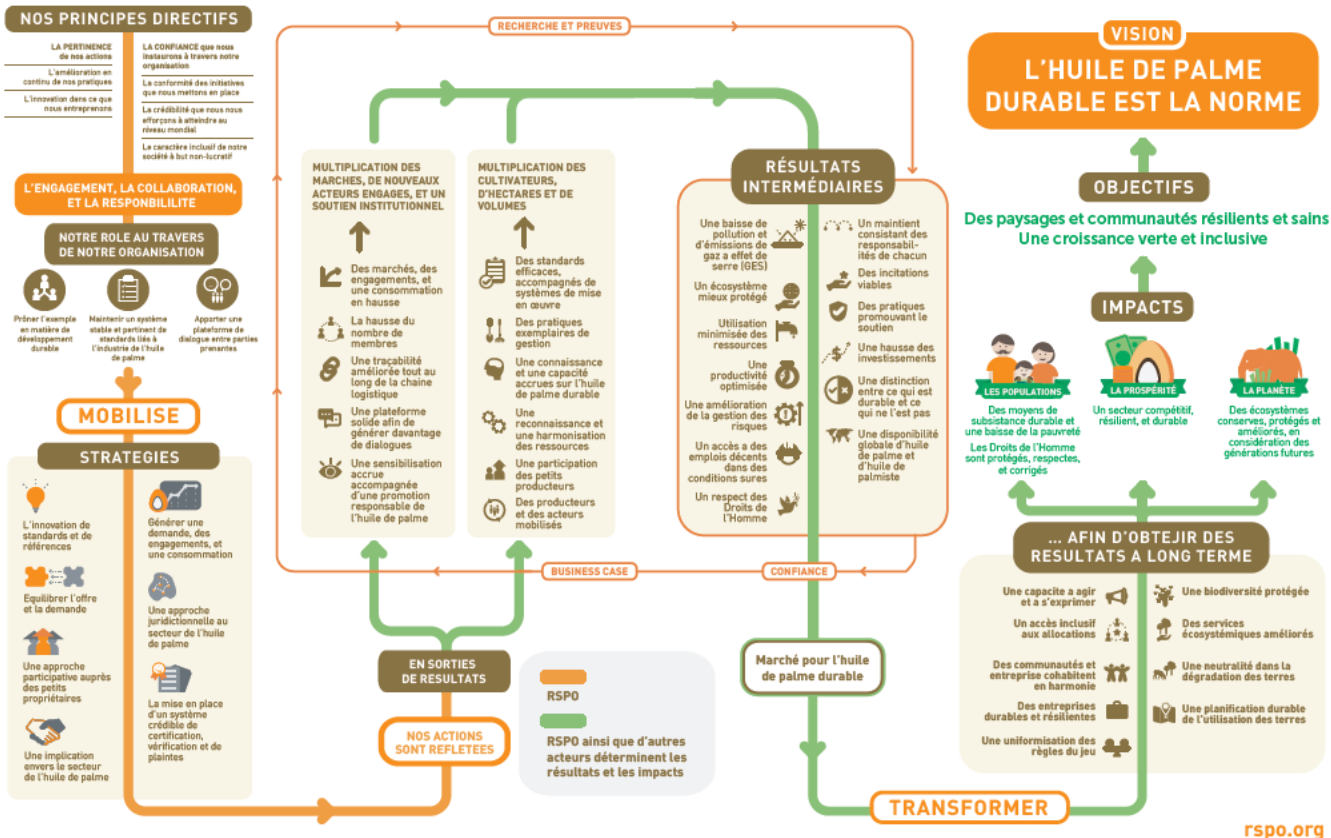 NOS PRINCIPES DIRECTIFS
LA PERTINENCE
de nos actions
L'amélioration en
continu de nos pratiques
L'innovation dans ce que
nous entreprenons
LA CONFIANCE que nous
instaurons à travers notre
organisation
La conformité des initiatives
que nous mettons en place
La crédibilité que nous nous
efforçons à atteindre au
niveau mondial
Le caractère inclusif de notre
société à but non-lucratif
L'ENGAGEMENT, LA COLLABORATION,
ET LA RESPONBILILITE
NOTRE ROLE AU TRAVERS
DE NOTRE ORGANISATION
Prôner l'exemple
en matière de
développement
durable
Maintenir un système
stable et pertinent de
standards liés à
l'industrie de l'huile
de palme
Apporter une
plateforme de
dialogue entre parties
prenantes
MOBILISE
STRATEGIES
L'innovation de
standards et de
références
Equilibrer l'offre
et la demande
Une approche
participative auprès
des petits
propriétaires
Une implication
envers le secteur
de l'huile de palme
Générer une
demande, des
engagements, et
une consommation
Une approche
juridictionnelle au
secteur de l'huile
de palme
La mise en place
d'un système
crédible de
certification,
vérification et de
plaintes
RECHERCHE ET PREUVES
MULTIPLICATION DES
MARCHES, DE NOUVEAUX
ACTEURS ENGAGES, ET UN
SOUTIEN INSTITUTIONNEL
Des marchés, des
engagements, et
une consommation
en hausse
La hausse du
nombre de
membres
Une traçabilité
améliorée tout au
long de la chaine
logistique
Une plateforme
solide afin de
générer davantage
de dialogues
Une sensibilisation
accrue
accompagnée
d'une promotion
responsable de
l'huile de palme
MULTIPLICATION DES
CULTIVATEURS,
D'HECTARES ET DE
VOLUMES
Des standards
efficaces,
accompagnés de
systèmes de mise
en œuvre
Des pratiques
exemplaires de
gestion
Une connaissance
et une capacité
accrues sur l'huile
de palme durable
Une
reconnaissance et
une harmonisation
des ressources
Une participation
des petits
producteurs
Des producteurs
et des acteurs
mobilisés
BUSINESS CASE
CONFIANCE
EN SORTIES
DE RESULTATS
NOS ACTIONS
SONT REFLETÉES
RSPO
RSPO ainsi que d'autres
acteurs déterminent les
résultats et les impacts
RÉSULTATS
INTERMÉDIAIRES
Une baisse de
pollution et
d'émissions de
gaz a effet de
serre (GES)
Un écosystème
mieux protégé
Utilisation
minimisée des
ressources
Une
productivité
optimisée
Une amélioration
de la gestion des
risques
Un accès a des
emplois décents
dans des
conditions sures
Un respect des
Droits de
l'Homme
Un maintient
consistant des
responsabil-
ités de chacun
Des incitations
viables
Des pratiques
promouvant le
soutien
Une hausse des
investissements
Une distinction
entre ce qui est
durable et ce
qui ne l'est pas
Une disponibilité
globale d'huile
de palme et
d'huile de
palmiste
Marché pour l'huile
de palme durable
TRANSFORMER
VISION
L'HUILE DE PALME
DURABLE EST LA NORME
OBJECTIFS
Des paysages et communautés résilients et sains
Une croissance verte et inclusive
IMPACTS
LES POPULATIONS
Des moyens de
subsistance durable et
une baisse de la pauvreté
Les Droits de l'Homme
sont protégés, respectes,
et corrigés
LA PROSPÉRITÉ
Un secteur compétitif,
résilient, et durable
LA PLANÈTE
Des écosystèmes
conserves, protégés et
améliorés, en
considération des
générations futures
... AFIN D'OBTEJIR DES
RESULTATS A LONG TERME
Une capacite a agir
et a s'exprimer
Un accès inclusif
aux allocations
Des communautés et
entreprise cohabitent
en harmonie
Des entreprises
durables et résilientes
Une uniformisation des
règles du jeu
Une biodiversité protégée
Des services
écosystémiques améliorés
Une neutralité dans la
dégradation des terres
Une planification durable
de l'utilisation des terres
rspo.org